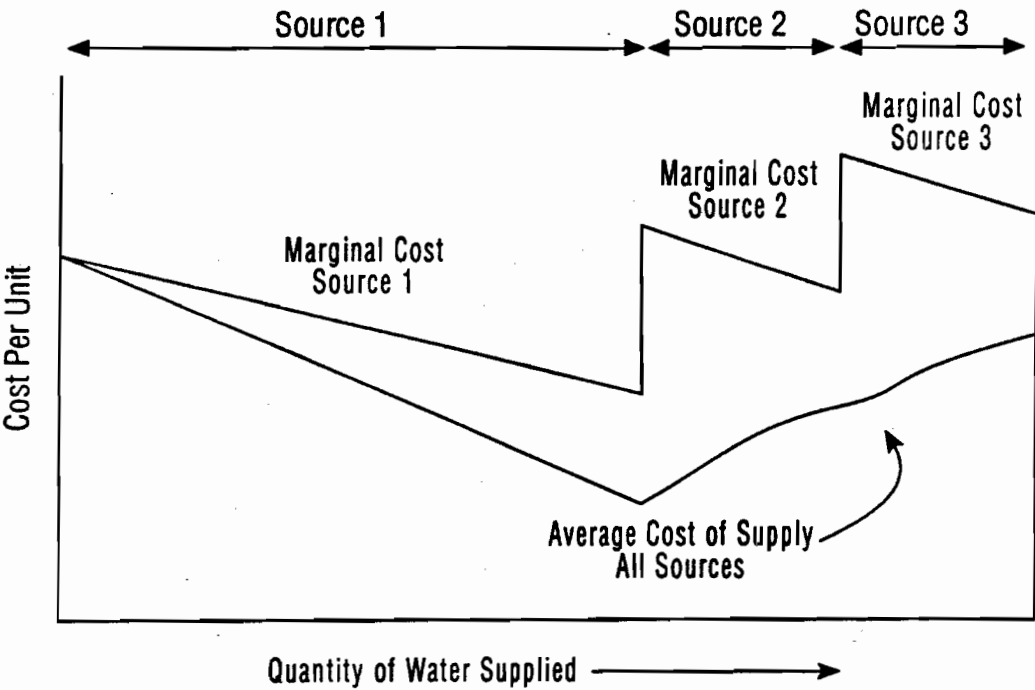 Source 1
Source 2
Source 3
Marginal Cost
Source 3
Marginal Cost
Source 2
Marginal Cost
Source 1
Cost Per Unit
Average Cost of Supply
All Sources
Quantity of Water Supplied